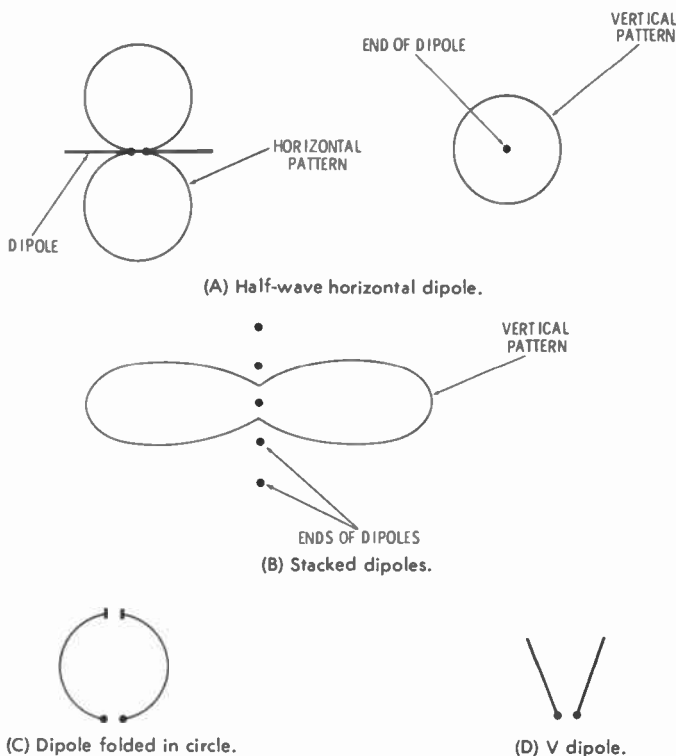 VERTICAL
PATTERN
END OF DIPOLE
HORIZONTAL
PATTERN
DIPOLE
(A) Half-wave horizontal dipole.
VERTICAL
PATTERN
ENDS OF DIPOLES
(B) Stacked dipoles.
(C) Dipole folded in circle.
(D) V dipole.